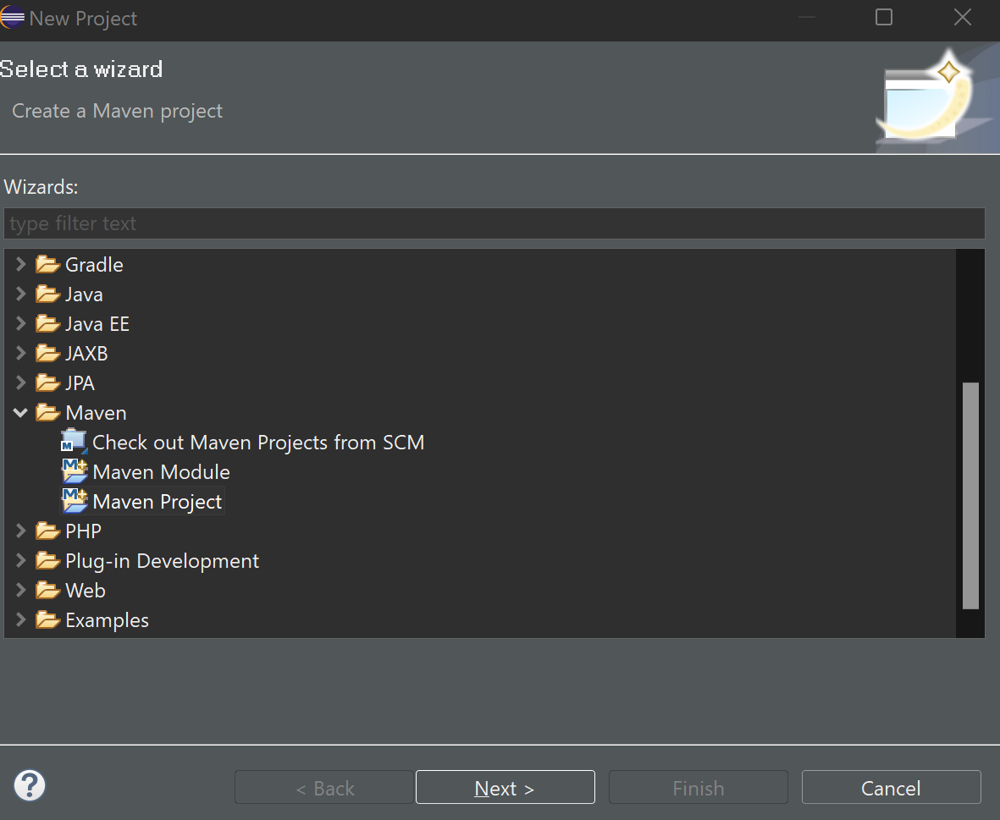 New Project
Select a wizard
Create a Maven project
Wizards:
type filter text
Gradle
Java
Java EE
JAXB
JPA
Maven
Check out Maven Projects from SCM
Maven Module
Maven Project
PHP
Plug-in Development
Web
Examples
? < Back Next > Finish Cancel